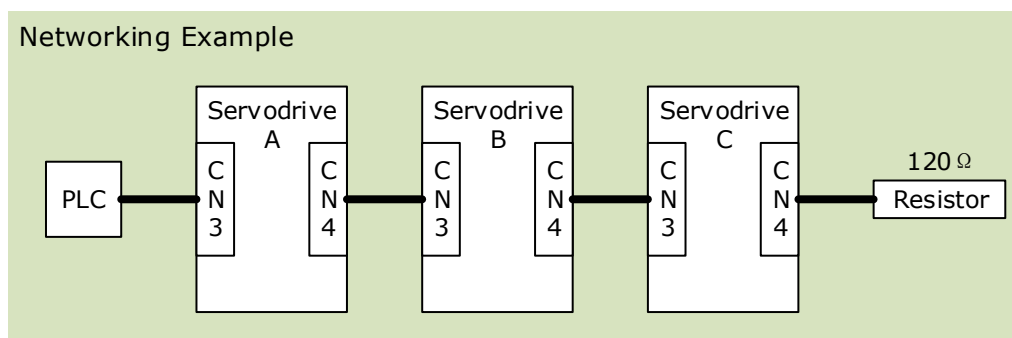 Networking Example
Servodrive
A
Servodrive
B
Servodrive
C
PLC
C
N
3
C
N
4
C
N
3
C
N
4
C
N
3
C
N
4
120 Ω
Resistor